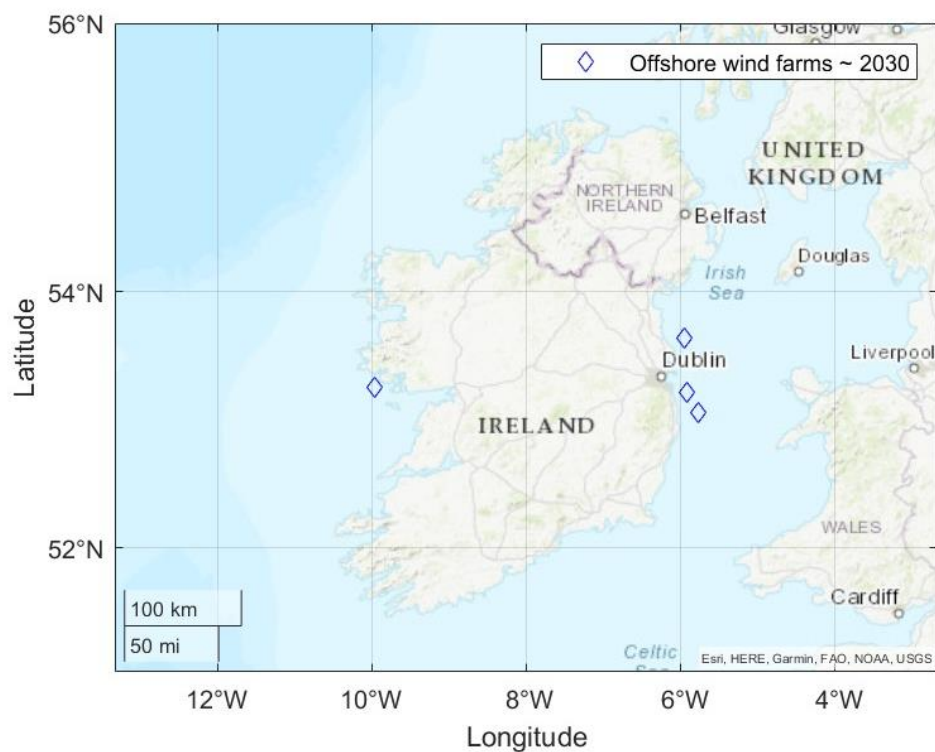 56°N
54°N
52°N
Latitude
Glasgow
Offshore wind farms ~ 2030
UNITED
KINGDOM
NORTHERN
IRELAND
Belfast
Douglas
Irish
Sea
Dublin
Liverpool
IRELAND
WALES
Cardiff
100 km
50 mi
Celtic
Esri, HERE, Garmin, FAO, NOAA, USGS
12°W
10°W
8°W
6°W
4°W
Longitude